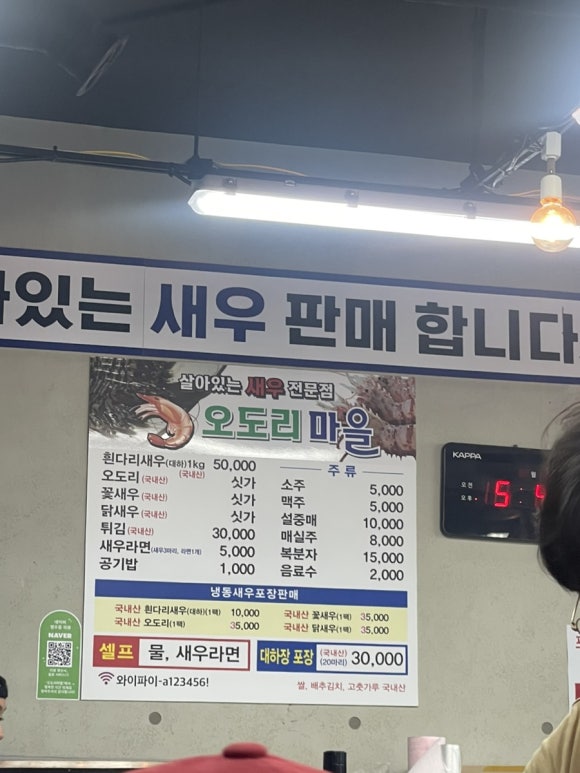 있는 새우 판매 합니다
살아있는 새우 전문점
오도리 마을
흰다리새우(대하)1kg (국내산) 50,000
오도리(국내산) 싯가
꽃새우(국내산) 싯가
닭새우(국내산) 싯가
튀김(국내산) 30,000
새우라면(새우3마리, 라면1개) 5,000
공기밥 1,000
주류
소주 5,000
맥주 5,000
설중매 10,000
매실주 8,000
복분자 15,000
음료수 2,000
냉동새우포장판매
국내산 흰다리새우(대하)(1팩) 10,000
국내산 오도리(1팩) 35,000
국내산 꽃새우(1팩) 35,000
국내산 닭새우(1팩) 35,000
셀프 물, 새우라면
대하장 포장 (국내산) (20마리) 30,000
와이파이-a123456!
쌀, 배추김치, 고춧가루 국내산
NAVER
KAPPA
월
오전
오후
5